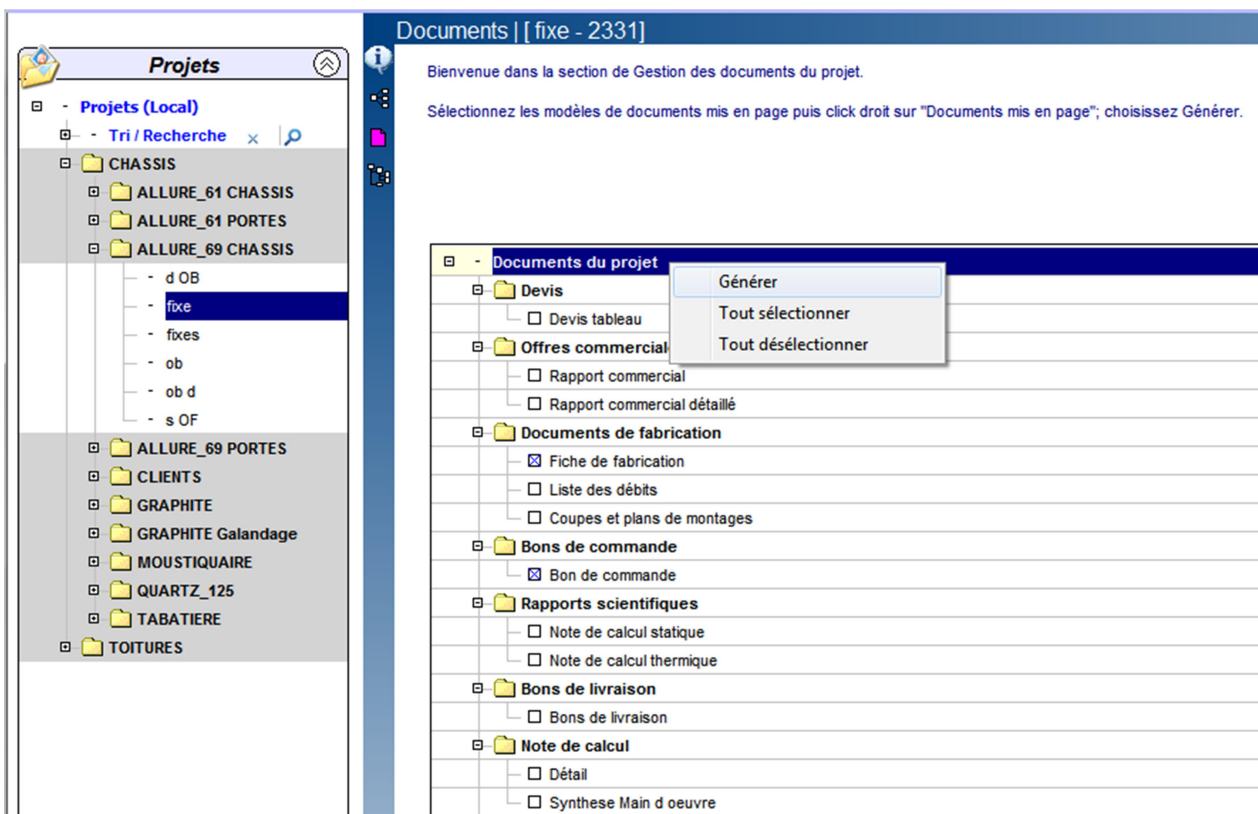 Documents | [ fixe - 2331]
Projets
Bienvenue dans la section de Gestion des documents du projet.
Sélectionnez les modèles de documents mis en page puis click droit sur "Documents mis en page"; choisissez Générer.
Projets (Local)
Tri / Recherche
CHASSIS
ALLURE_61 CHASSIS
ALLURE_61 PORTES
ALLURE_69 CHASSIS
d OB
fixe
fixes
ob
ob d
s OF
ALLURE_69 PORTES
CLIENTS
GRAPHITE
GRAPHITE Galandage
MOUSTIQUAIRE
QUARTZ_125
TABATIERE
TOITURES
Documents du projet
Générer
Tout sélectionner
Tout désélectionner
Devis
Devis tableau
Offres commercial
Rapport commercial
Rapport commercial détaillé
Documents de fabrication
Fiche de fabrication
Liste des débits
Coupes et plans de montages
Bons de commande
Bon de commande
Rapports scientifiques
Note de calcul statique
Note de calcul thermique
Bons de livraison
Bons de livraison
Note de calcul
Détail
Synthese Main d oeuvre